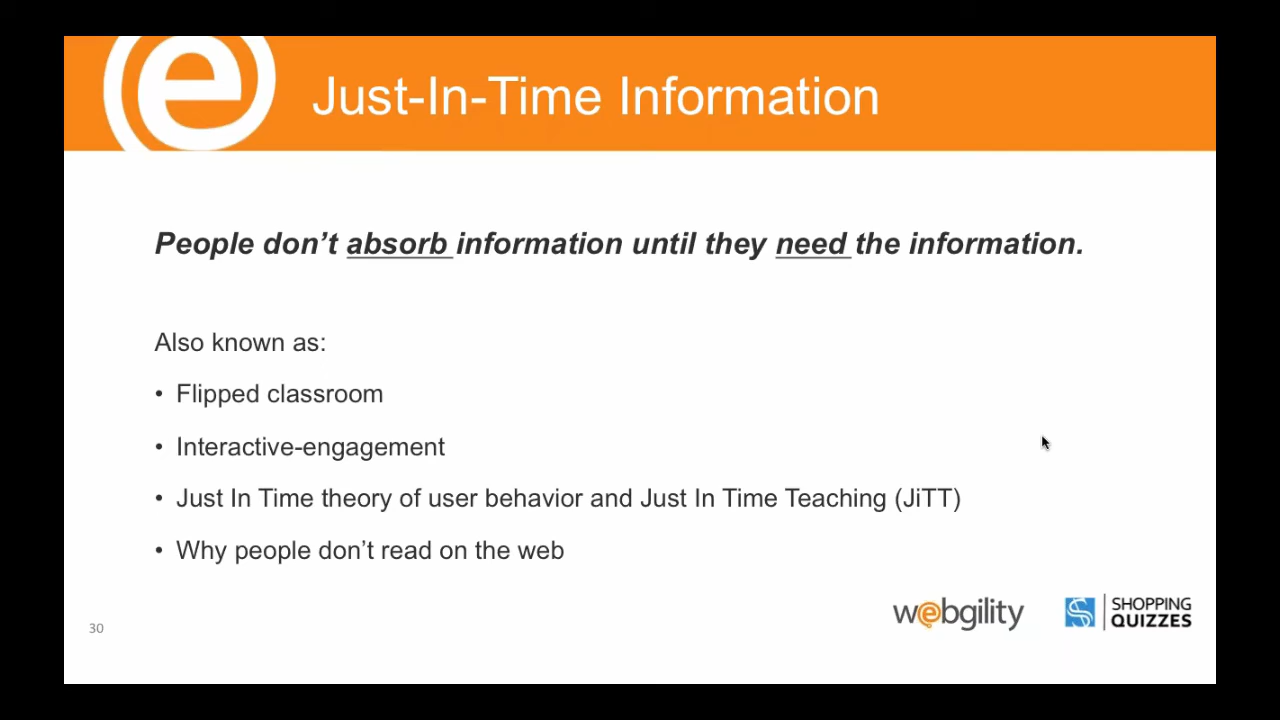 e
Just-In-Time Information
People don’t absorb information until they need the information.
Also known as:
• Flipped classroom
• Interactive-engagement
• Just In Time theory of user behavior and Just In Time Teaching (JiTT)
• Why people don’t read on the web
webgility
SHOPPING
QUIZZES
30